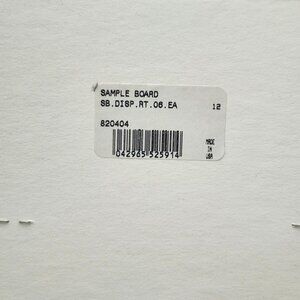 SAMPLE BOARD
SB.DISP.RT.06.EA 12
820404
042965 525914
MADE
IN
USA